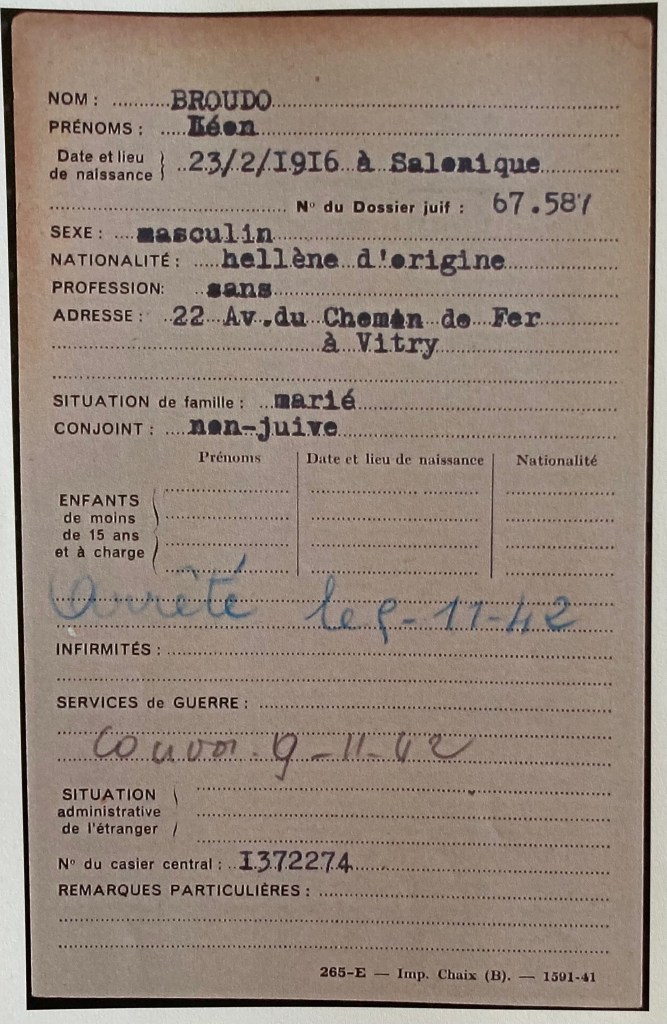 NOM : BROUDO
PRÉNOMS : Léon
Date et lieu de naissance 23/2/1916 à Salonique
N° du Dossier juif : 67.587
SEXE : masculin
NATIONALITÉ : hellène d'origine
PROFESSION: sans
ADRESSE : 22 Av.du Chemin de Fer
à Vitry
SITUATION de famille : marié
CONJOINT : non-juive
Prénoms Date et lieu de naissance Nationalité
ENFANTS
de moins
de 15 ans
et à charge
Arrêté le 5-11-42
INFIRMITÉS :
SERVICES de GUERRE :
Convoi 9-11-42
SITUATION
administrative
de l'étranger
N° du casier central : I372274
REMARQUES PARTICULIÈRES :
265-E — Imp. Chaix (B). — 1591-41